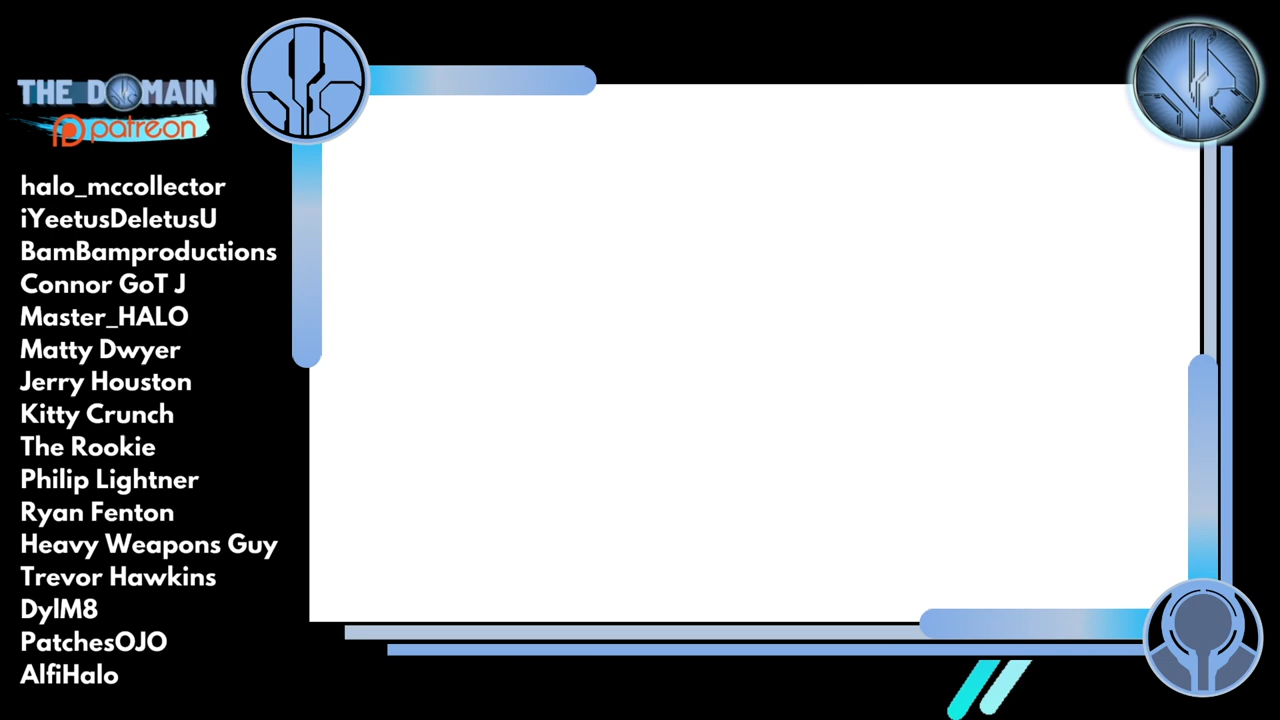 THE DOMAIN
patreon
halo_mccollector
iYeetusDeletusU
BamBamproductions
Connor GoT J
Master_HALO
Matty Dwyer
Jerry Houston
Kitty Crunch
The Rookie
Philip Lightner
Ryan Fenton
Heavy Weapons Guy
Trevor Hawkins
DylM8
PatchesOJO
AlfiHalo